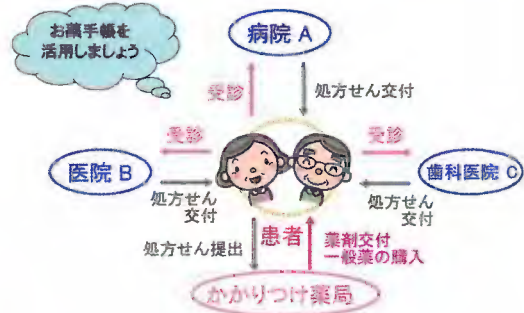 お薬手帳を
活用しましょう
病院 A
受診
処方せん交付
受診
受診
医院 B
歯科医院 C
処方せん
交付
処方せん
交付
処方せん提出
患者
薬剤交付
一般薬の購入
かかりつけ薬局